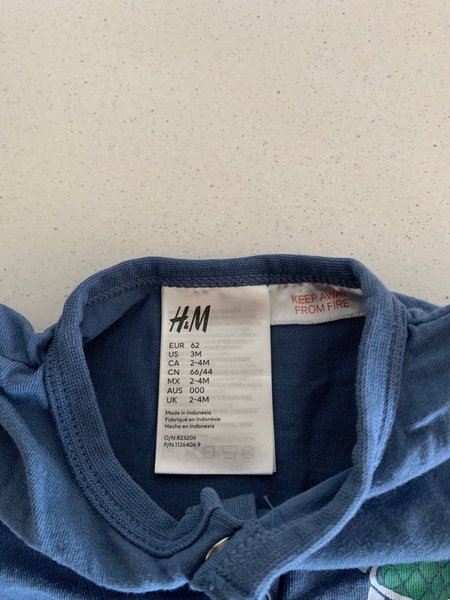 H&M
KEEP AWAY
FROM FIRE
EUR 62
US 3M
CA 2-4M
CN 66/44
MX 2-4M
AUS 000
UK 2-4M
Made in Indonesia
Fabriqué en Indonésie
Hecho en Indonesia
O/N 823206
P/N 1126406.9